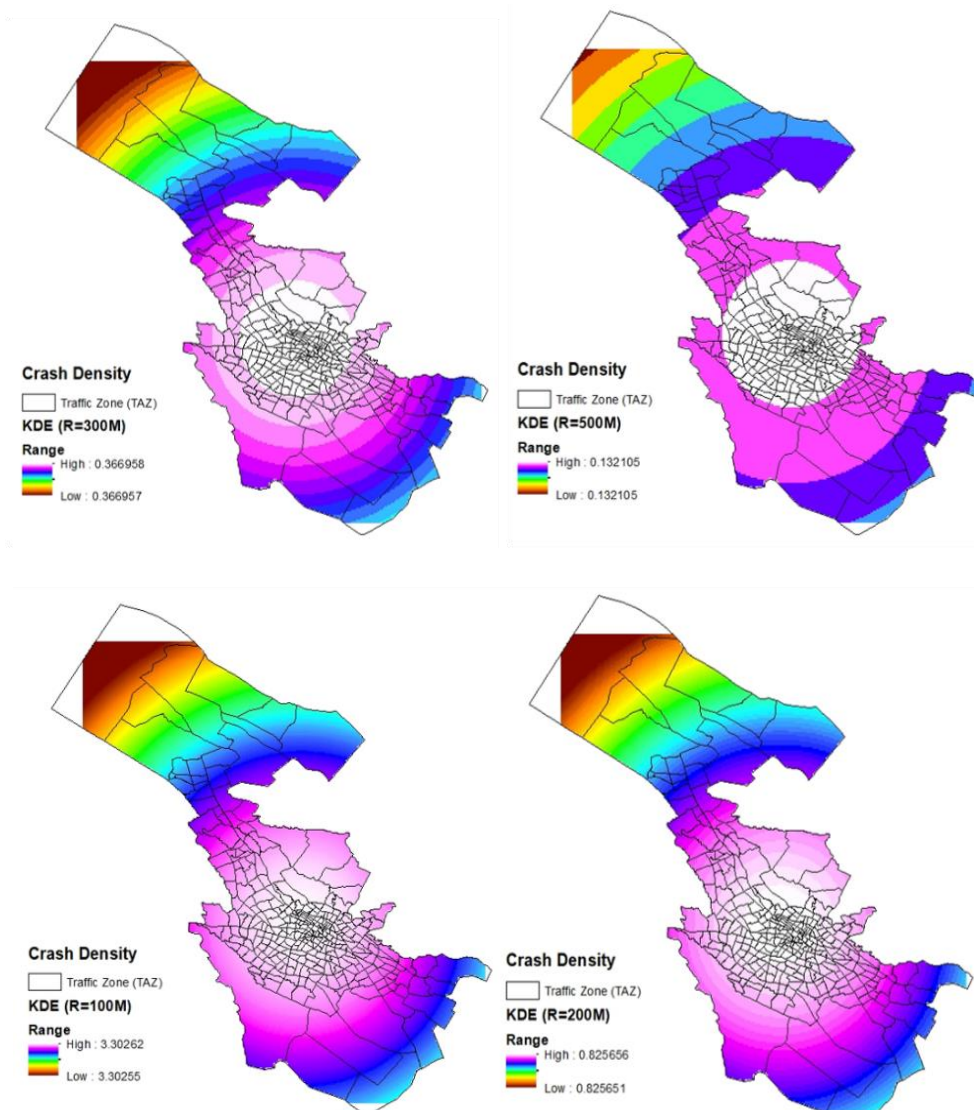 Crash Density
Traffic Zone (TAZ)
KDE (R=300M)
Range
High : 0.366958
Low : 0.366957
Crash Density
Traffic Zone (TAZ)
KDE (R=500M)
Range
High : 0.132105
Low : 0.132105
Crash Density
Traffic Zone (TAZ)
KDE (R=100M)
Range
High : 3.30262
Low : 3.30255
Crash Density
Traffic Zone (TAZ)
KDE (R=200M)
Range
High : 0.825656
Low : 0.825651